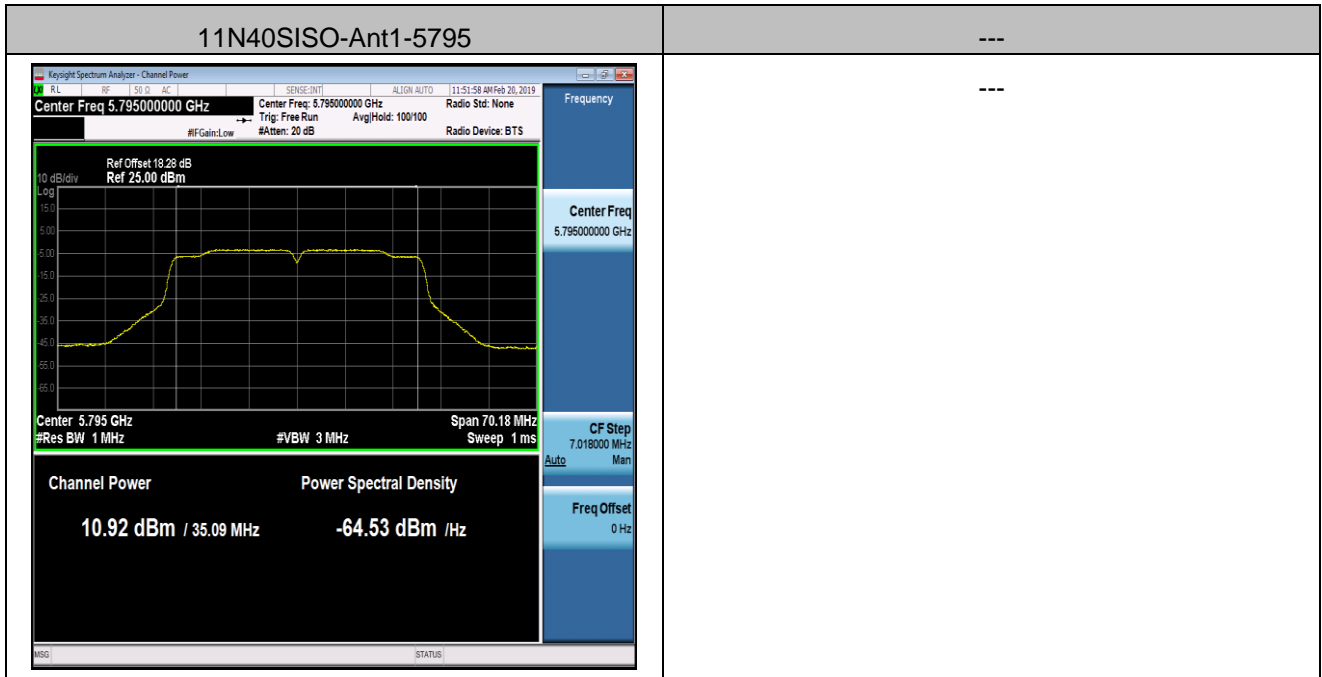 11N40SISO-Ant1-5795
---
Keysight Spectrum Analyzer - Channel Power
RL RF 50 Ω AC SENSE:INT ALIGN AUTO 11:51:58 AM Feb 20, 2019
Center Freq 5.795000000 GHz
Center Freq: 5.795000000 GHz
Radio Std: None
Trig: Free Run Avg|Hold: 100/100
#IFGain:Low
#Atten: 20 dB
Radio Device: BTS
Frequency
---
Ref Offset 18.28 dB
10 dB/div Ref 25.00 dBm
Log
15.0
5.00
-5.00
-15.0
-25.0
-35.0
-45.0
-55.0
-65.0
Center Freq
5.795000000 GHz
Center 5.795 GHz
Span 70.18 MHz
#Res BW 1 MHz
#VBW 3 MHz
Sweep 1 ms
CF Step
7.018000 MHz
Auto Man
Channel Power
Power Spectral Density
10.92 dBm / 35.09 MHz
-64.53 dBm /Hz
Freq Offset
0 Hz
MSG
STATUS